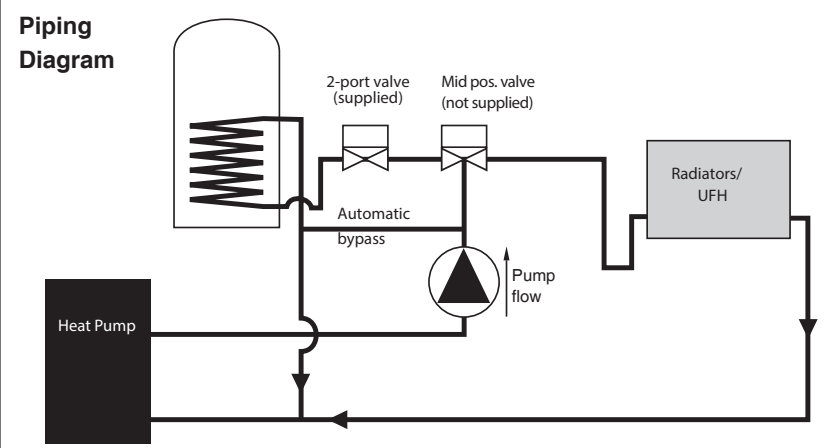 Piping
Diagram
2-port valve
(supplied)
Mid pos. valve
(not supplied)
Radiators/
UFH
Automatic
bypass
Pump
flow
Heat Pump